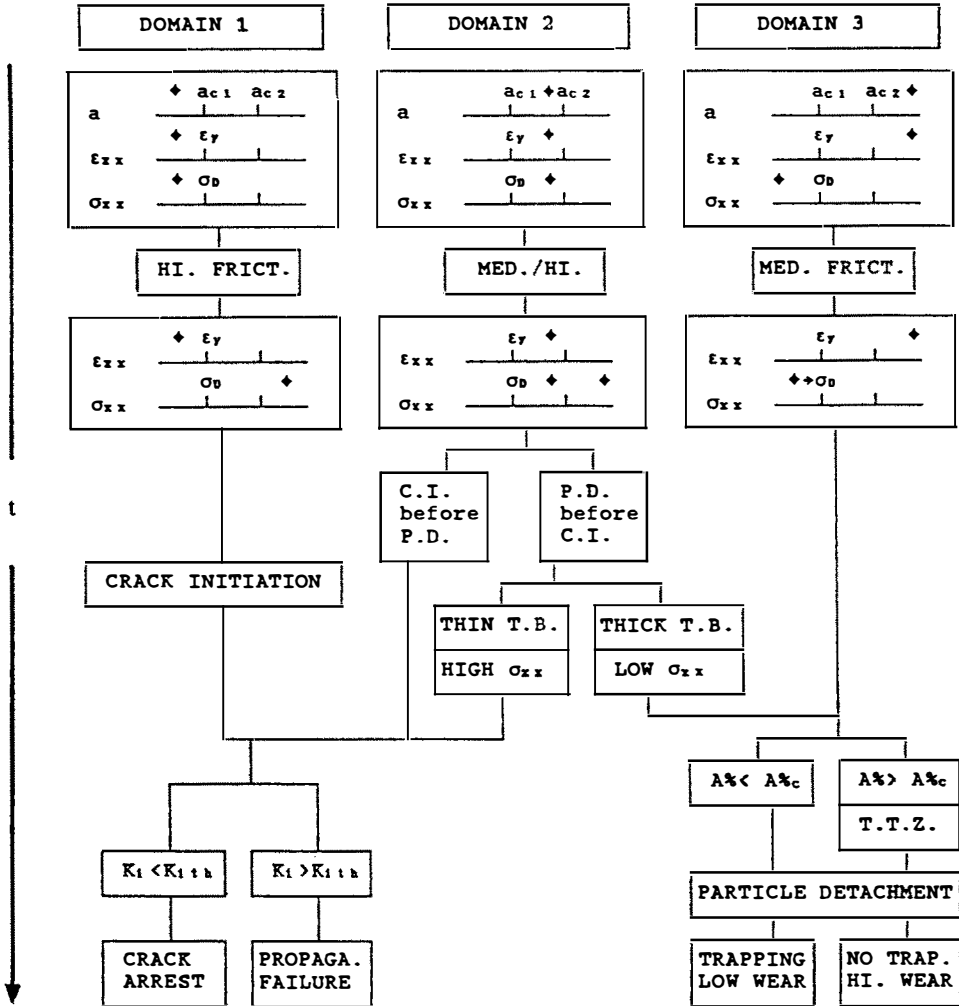 DOMAIN 1
DOMAIN 2
DOMAIN 3
♦ ac1 ac2
a
♦ εy
εxx
♦ σD
σxx
ac1 ♦ ac2
a
εy ♦
εxx
σD ♦
σxx
ac1 ac2 ♦
a
εy ♦
εxx
♦ σD
σxx
HI. FRICT.
MED./HI.
MED. FRICT.
♦ εy
εxx
σD ♦
σxx
εy ♦
εxx
σD ♦ ♦
σxx
εy ♦
εxx
♦→σD
σxx
t
C.I.
before
P.D.
P.D.
before
C.I.
CRACK INITIATION
THIN T.B.
HIGH σxx
THICK T.B.
LOW σxx
A%< A%c
A%> A%c
T.T.Z.
K1 <K1th
K1 >K1th
PARTICLE DETACHMENT
CRACK
ARREST
PROPAGA.
FAILURE
TRAPPING
LOW WEAR
NO TRAP.
HI. WEAR